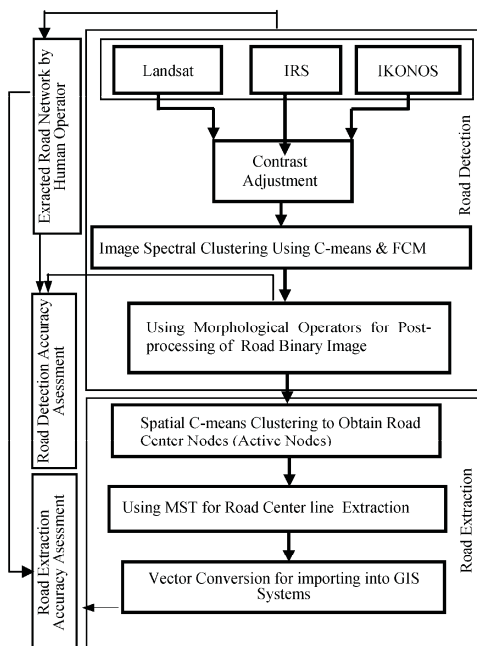 Landsat
IRS
IKONOS
Contrast
Adjustment
Image Spectral Clustering Using C-means & FCM
Using Morphological Operators for Post-
processing of Road Binary Image
Road Detection
Spatial C-means Clustering to Obtain Road
Center Nodes (Active Nodes)
Using MST for Road Center line Extraction
Vector Conversion for importing into GIS
Systems
Road Extraction
Extracted Road Network by
Human Operator
Road Detection Accuracy
Asessment
Road Extraction
Accuracy Asessment